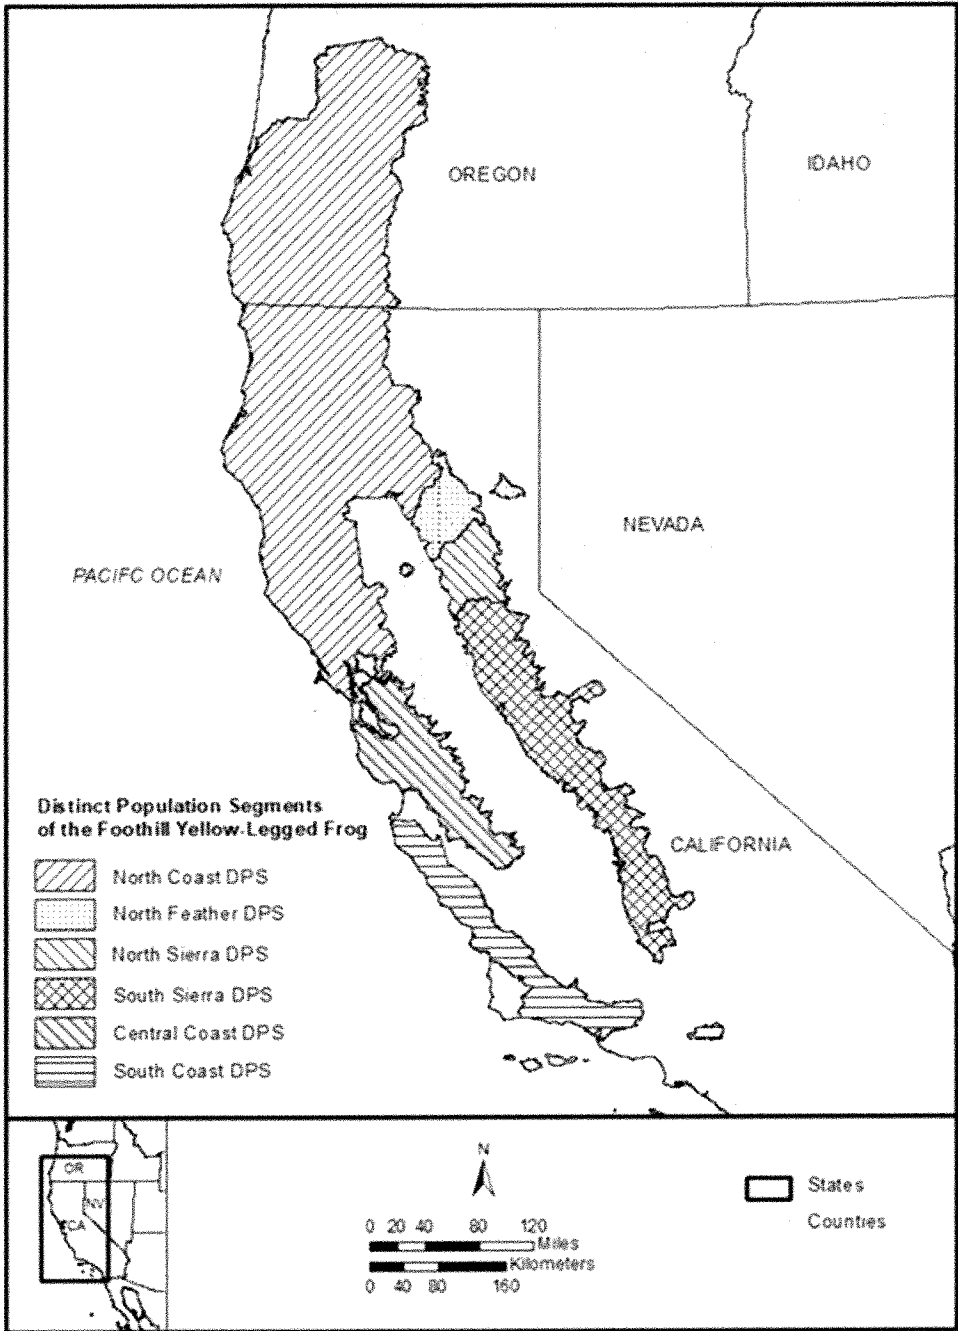 OREGON
IDAHO
NEVADA
PACIFC OCEAN
CALIFORNIA
Distinct Population Segments
of the Foothill Yellow-Legged Frog
North Coast DPS
North Feather DPS
North Sierra DPS
South Sierra DPS
Central Coast DPS
South Coast DPS
OR
NV
CA
N
0 20 40 80 120
Miles
Kilometers
0 40 80 160
States
Counties